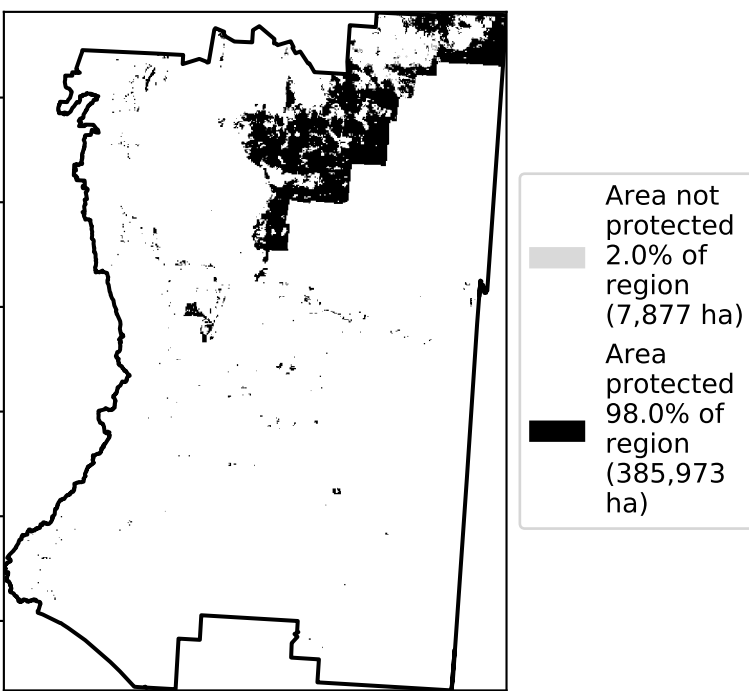 Area not
protected
2.0% of
region
(7,877 ha)
Area
protected
98.0% of
region
(385,973
ha)